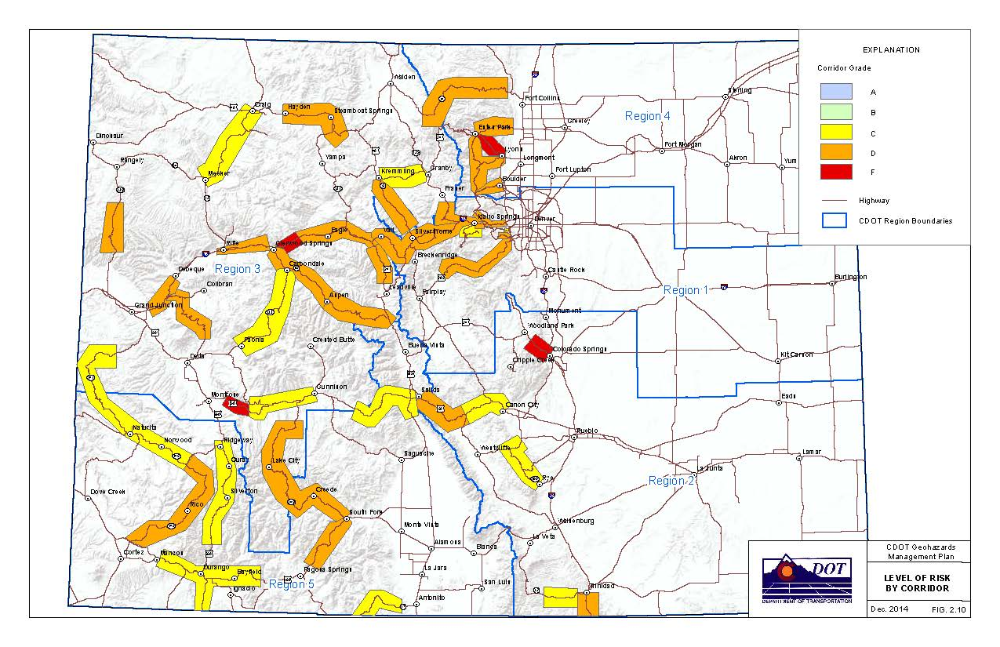 EXPLANATION
Corridor Grade
A
B
C
D
F
Highway
CDOT Region Boundaries
Walden
Craig
Hayden
Steamboat Springs
Fort Collins
Sterling
Region 4
Greeley
Estes Park
Dinosaur
Lyons
Fort Morgan
Rangely
Yampa
Longmont
Akron
Yum
Meeker
Kremmling
Granby
Fort Lupton
Boulder
Fraser
Idaho Springs
Denver
Eagle
Vail
Silverthorne
Rifle
Glenwood Springs
Breckenridge
Carbondale
Region 3
Debeque
Castle Rock
Collbran
Leadville
Fairplay
Burlington
Aspen
Region 1
Grand Junction
Monument
Woodland Park
Paonia
Crested Butte
Buena Vista
Colorado Springs
Delta
Cripple Creek
Kit Carson
Montrose
Gunnison
Salida
Canon City
Eads
Naturita
Norwood
Ridgeway
Pueblo
Westcliffe
Saguache
Lamar
Ouray
Lake City
La Junta
Region 2
Rye
Dove Creek
Silverton
Creede
Rico
South Fork
Walsenburg
Monte Vista
La Veta
Cortez
Mancos
Alamosa
Blanca
Durango
Bayfield
Pagosa Springs
La Jara
Region 5
Ignacio
San Luis
Trinidad
Antonito
DOT
DEPARTMENT OF TRANSPORTATION
CDOT Geohazards
Management Plan
LEVEL OF RISK
BY CORRIDOR
Dec. 2014
FIG. 2.10